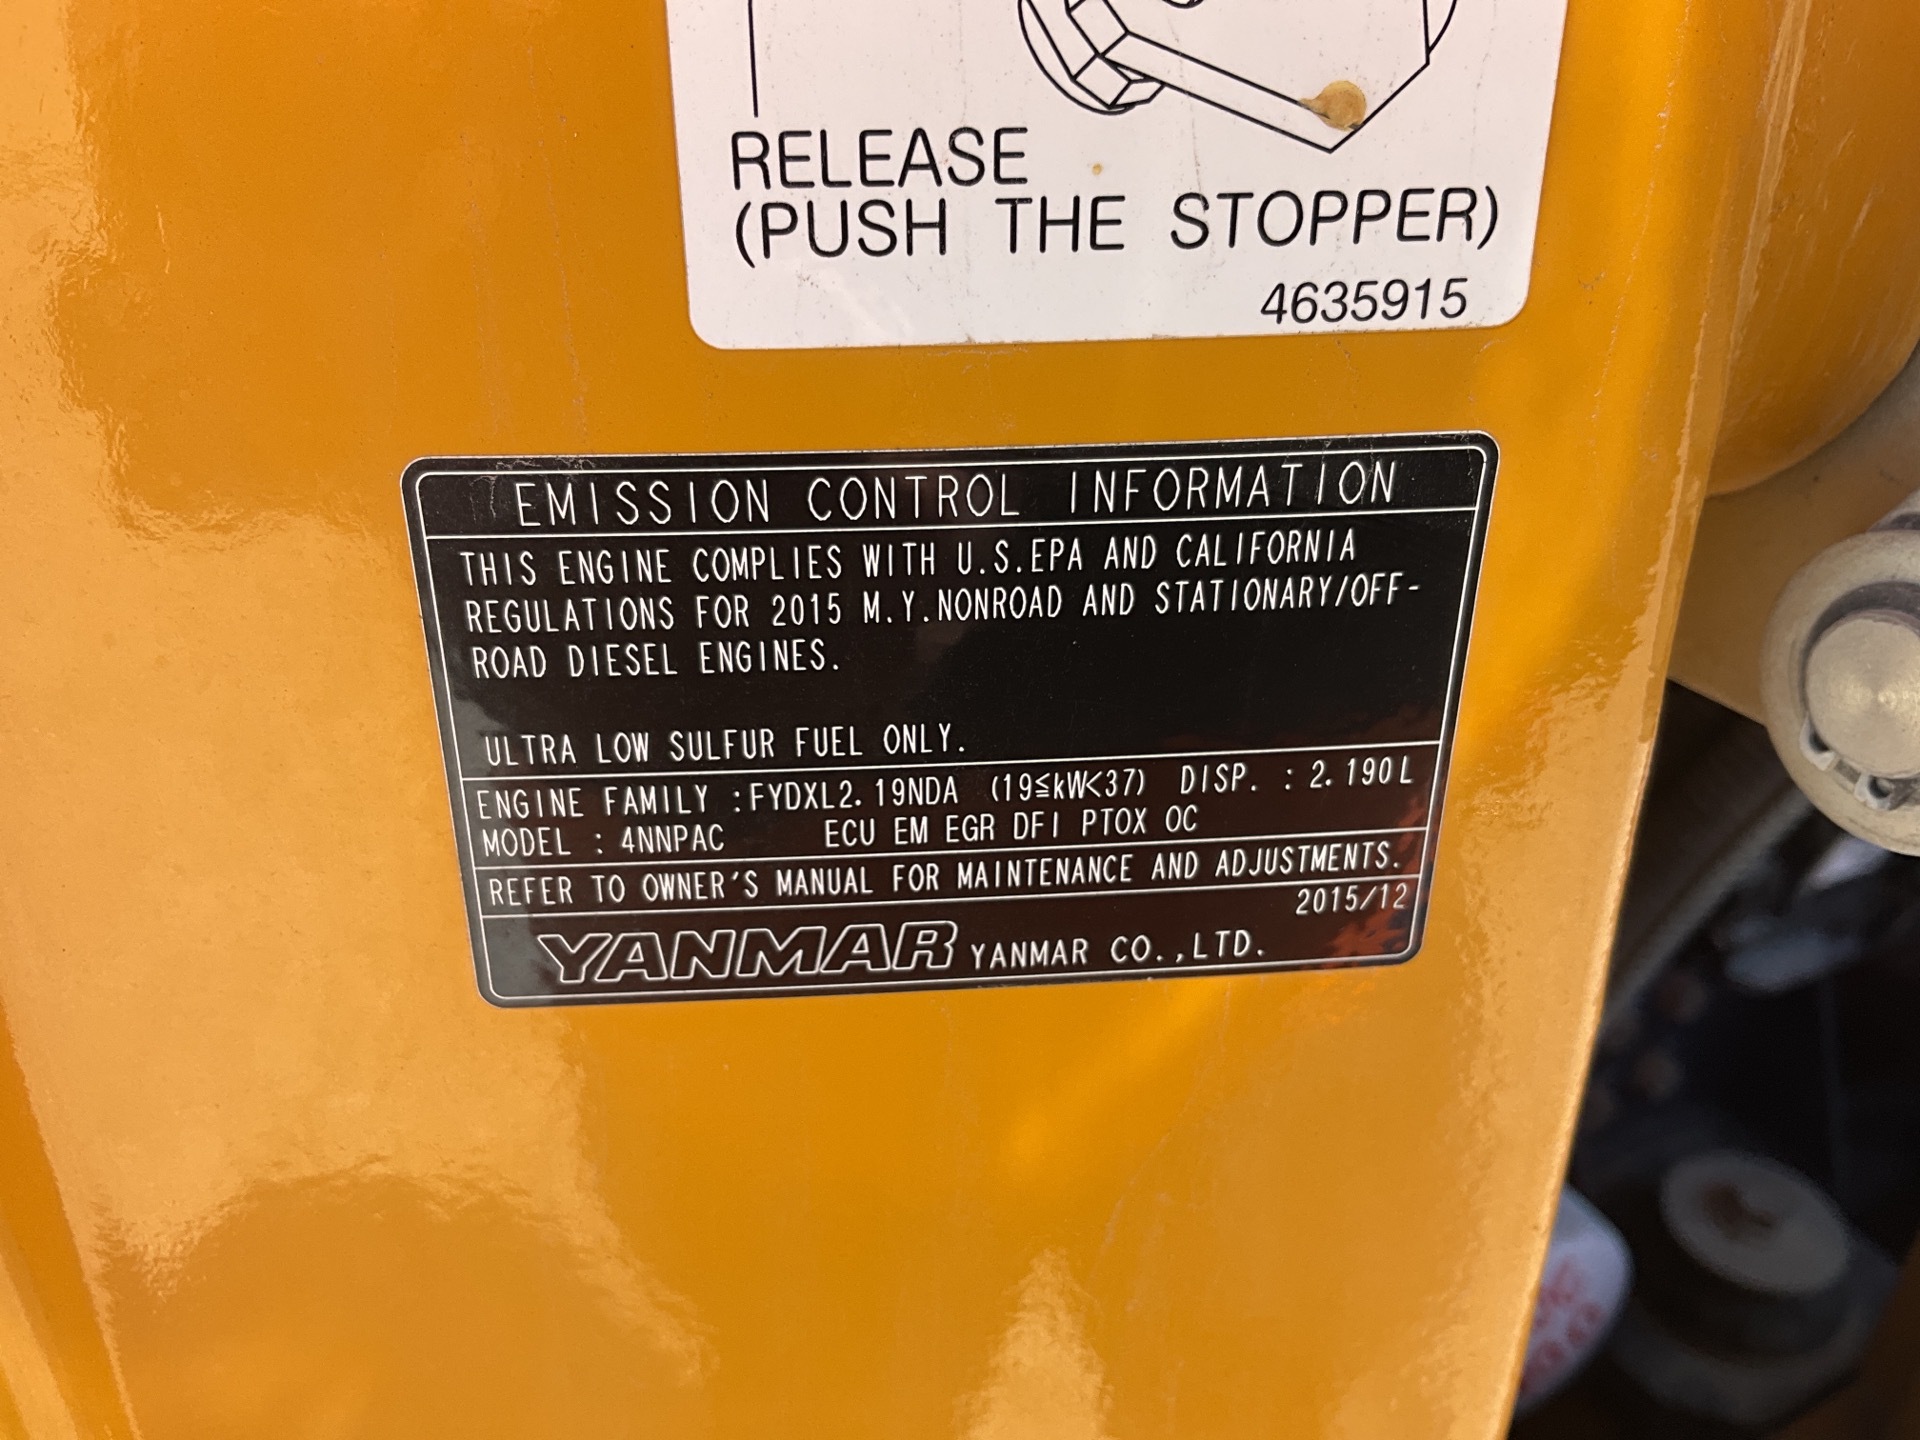 RELEASE
(PUSH THE STOPPER)
4635915
EMISSION CONTROL INFORMATION
THIS ENGINE COMPLIES WITH U.S.EPA AND CALIFORNIA
REGULATIONS FOR 2015 M.Y.NONROAD AND STATIONARY/OFF-
ROAD DIESEL ENGINES.
ULTRA LOW SULFUR FUEL ONLY.
ENGINE FAMILY :FYDXL2.19NDA (19≦kW<37) DISP. : 2.190L
MODEL : 4NNPAC ECU EM EGR DFI PTOX OC
REFER TO OWNER'S MANUAL FOR MAINTENANCE AND ADJUSTMENTS.
2015/12
YANMAR YANMAR CO.,LTD.